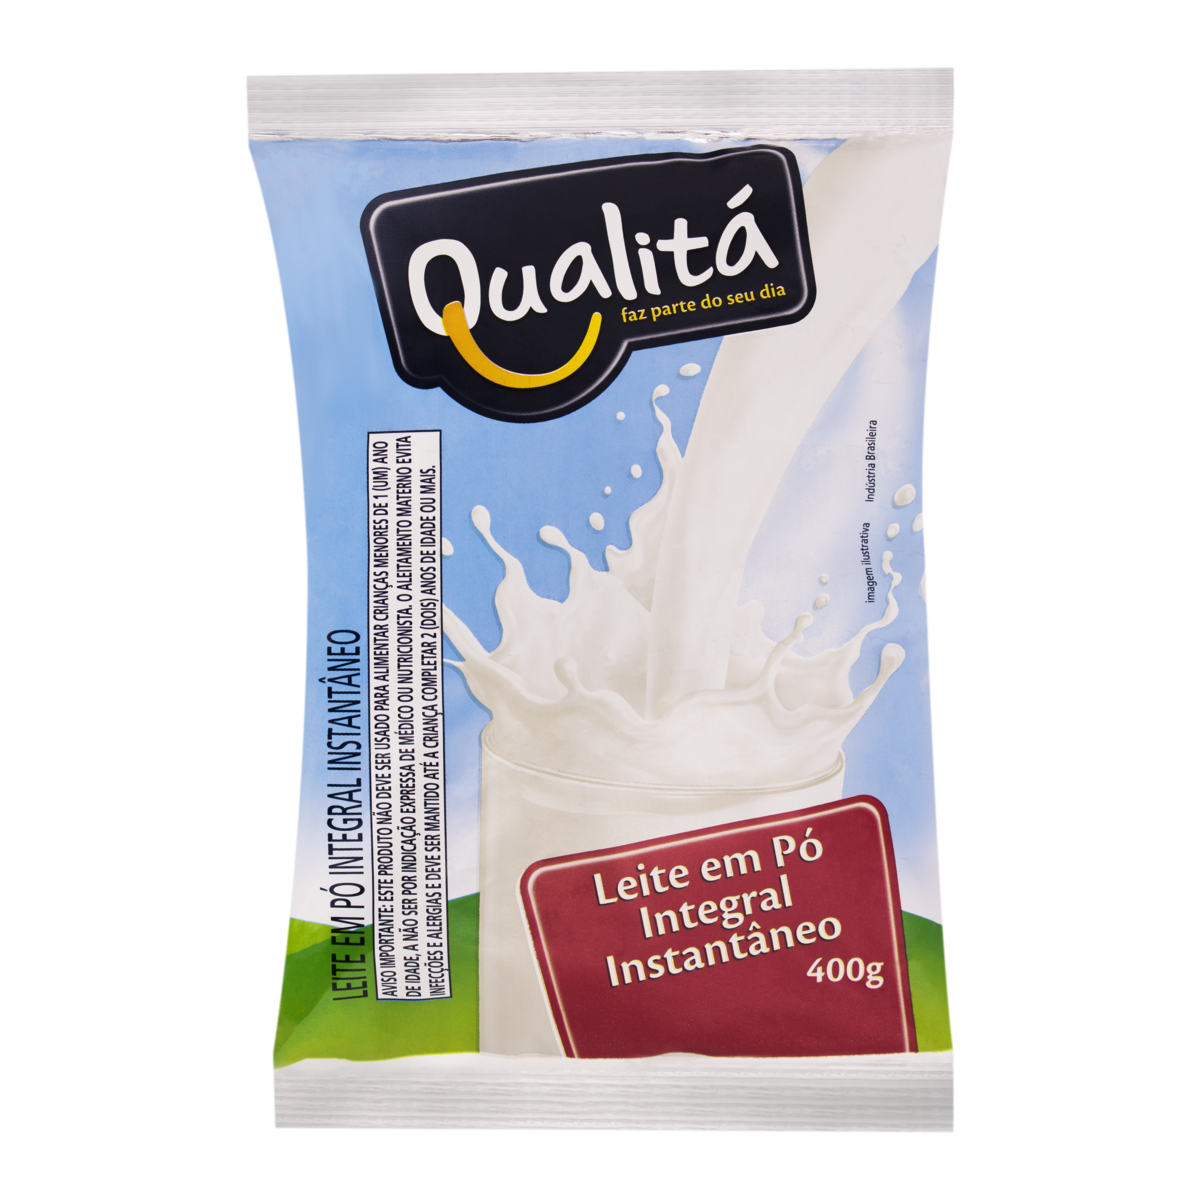 Qualitá
faz parte do seu dia
Indústria Brasileira
imagem ilustrativa
LEITE EM PÓ INTEGRAL INSTANTÂNEO
AVISO IMPORTANTE: ESTE PRODUTO NÃO DEVE SER USADO PARA ALIMENTAR CRIANÇAS MENORES DE 1 (UM) ANO
DE IDADE, A NÃO SER POR INDICAÇÃO EXPRESSA DE MÉDICO OU NUTRICIONISTA. O ALEITAMENTO MATERNO EVITA
INFECÇÕES E ALERGIAS E DEVE SER MANTIDO ATÉ A CRIANÇA COMPLETAR 2 (DOIS) ANOS DE IDADE OU MAIS.
Leite em Pó
Integral
Instantâneo
400g